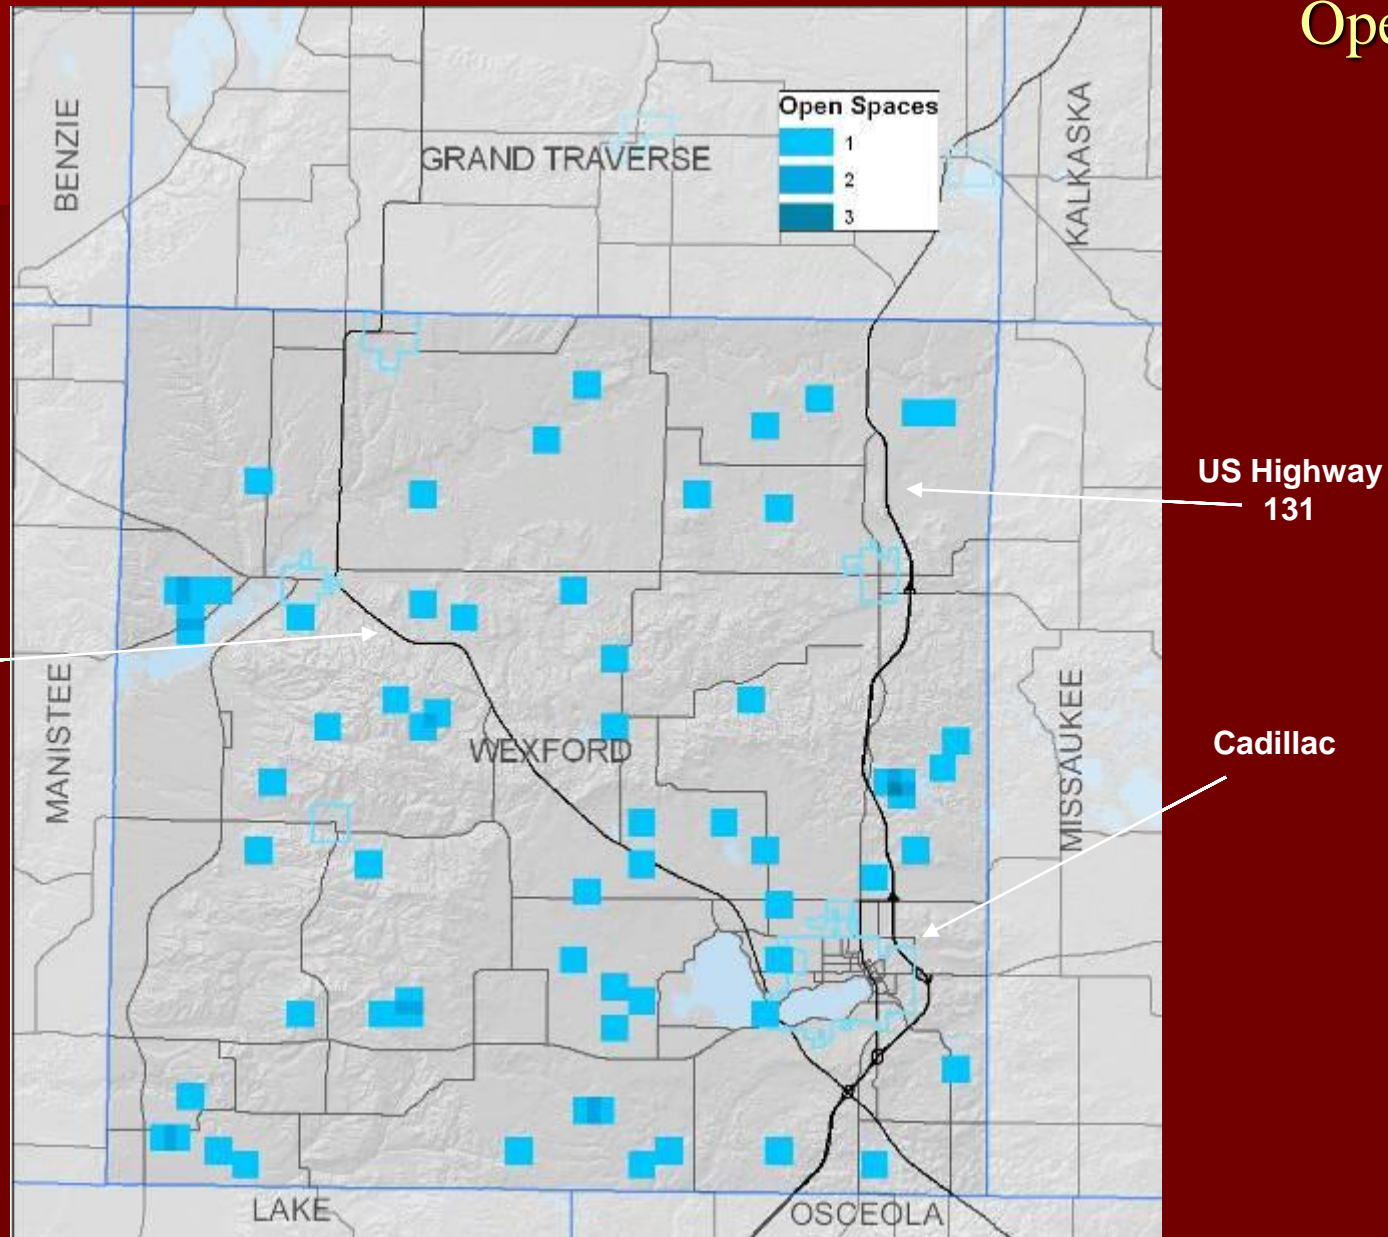 Ope
Open Spaces
1
2
3
BENZIE
GRAND TRAVERSE
KALKASKA
US Highway
131
MANISTEE
WEXFORD
MISSAUKEE
Cadillac
LAKE
OSCEOLA